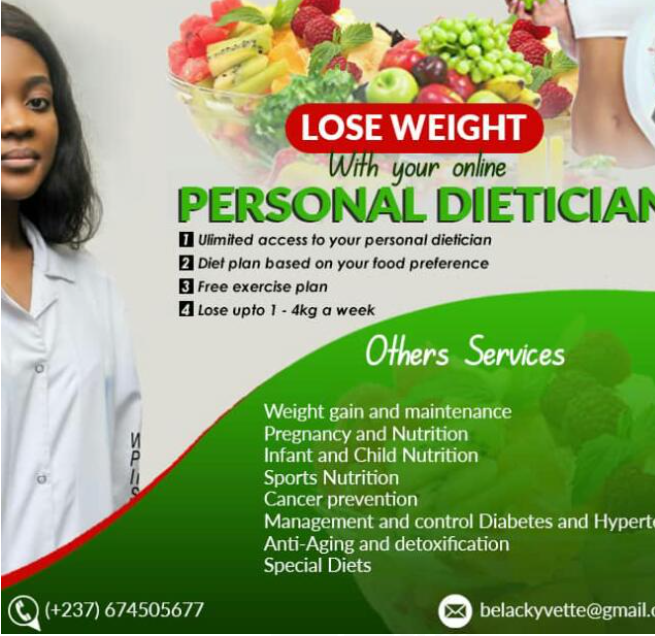 LOSE WEIGHT
With your online
PERSONAL DIETICIAN
1 Ulimited access to your personal dietician
2 Diet plan based on your food preference
3 Free exercise plan
4 Lose upto 1 - 4kg a week
Others Services
Weight gain and maintenance
Pregnancy and Nutrition
Infant and Child Nutrition
Sports Nutrition
Cancer prevention
Management and control Diabetes and Hyperte
Anti-Aging and detoxification
Special Diets
(+237) 674505677
belackyvette@gmail.c